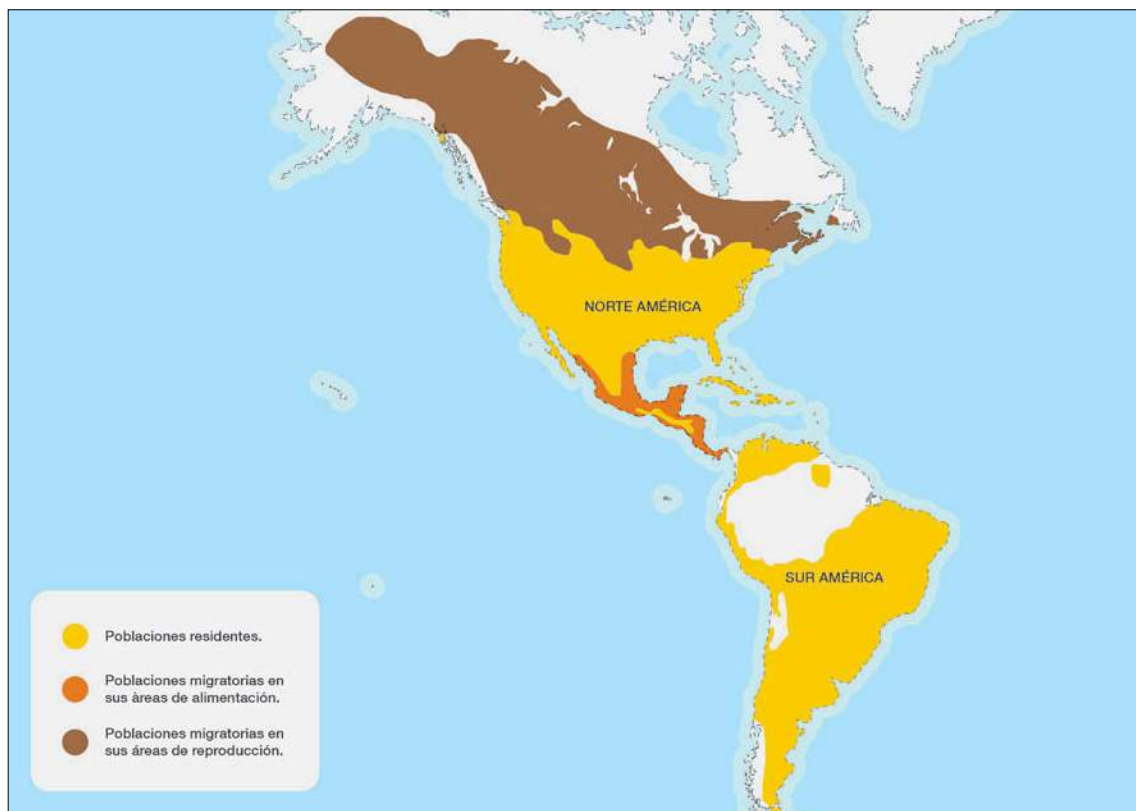 NORTE AMÉRICA
SUR AMÉRICA
Poblaciones residentes.
Poblaciones migratorias en
sus àreas de alimentación.
Poblaciones migratorias en
sus áreas de reproducción.